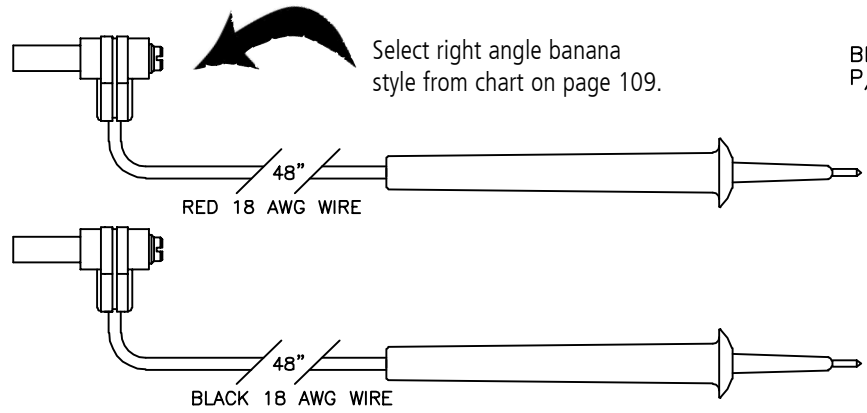 Select right angle banana
style from chart on page 109.
48"
RED 18 AWG WIRE
48"
BLACK 18 AWG WIRE